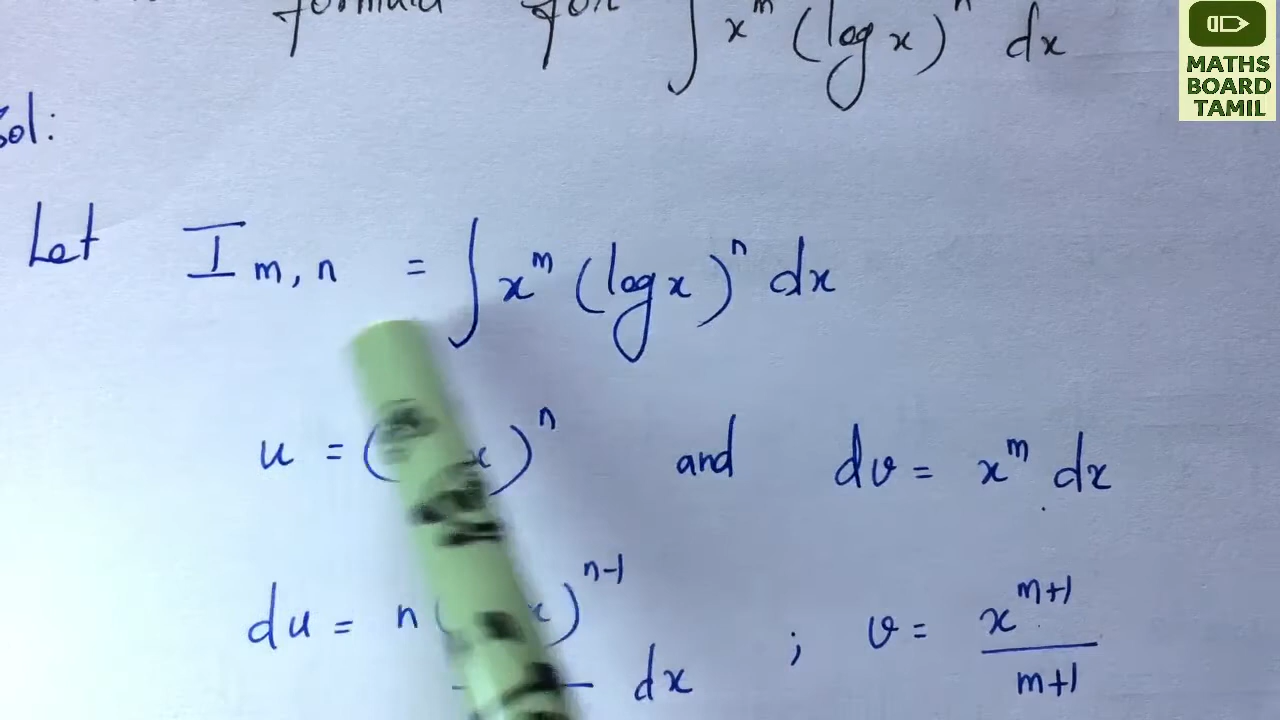 formula for ∫ x^m (log x)^n dx
MATHS
BOARD
TAMIL
Sol:
Let I m, n = ∫ x^m (log x)^n dx
u = ( x)^n and dv = x^m dx
du = n ( x)^n-1 dx ; v = x^m+1 / m+1